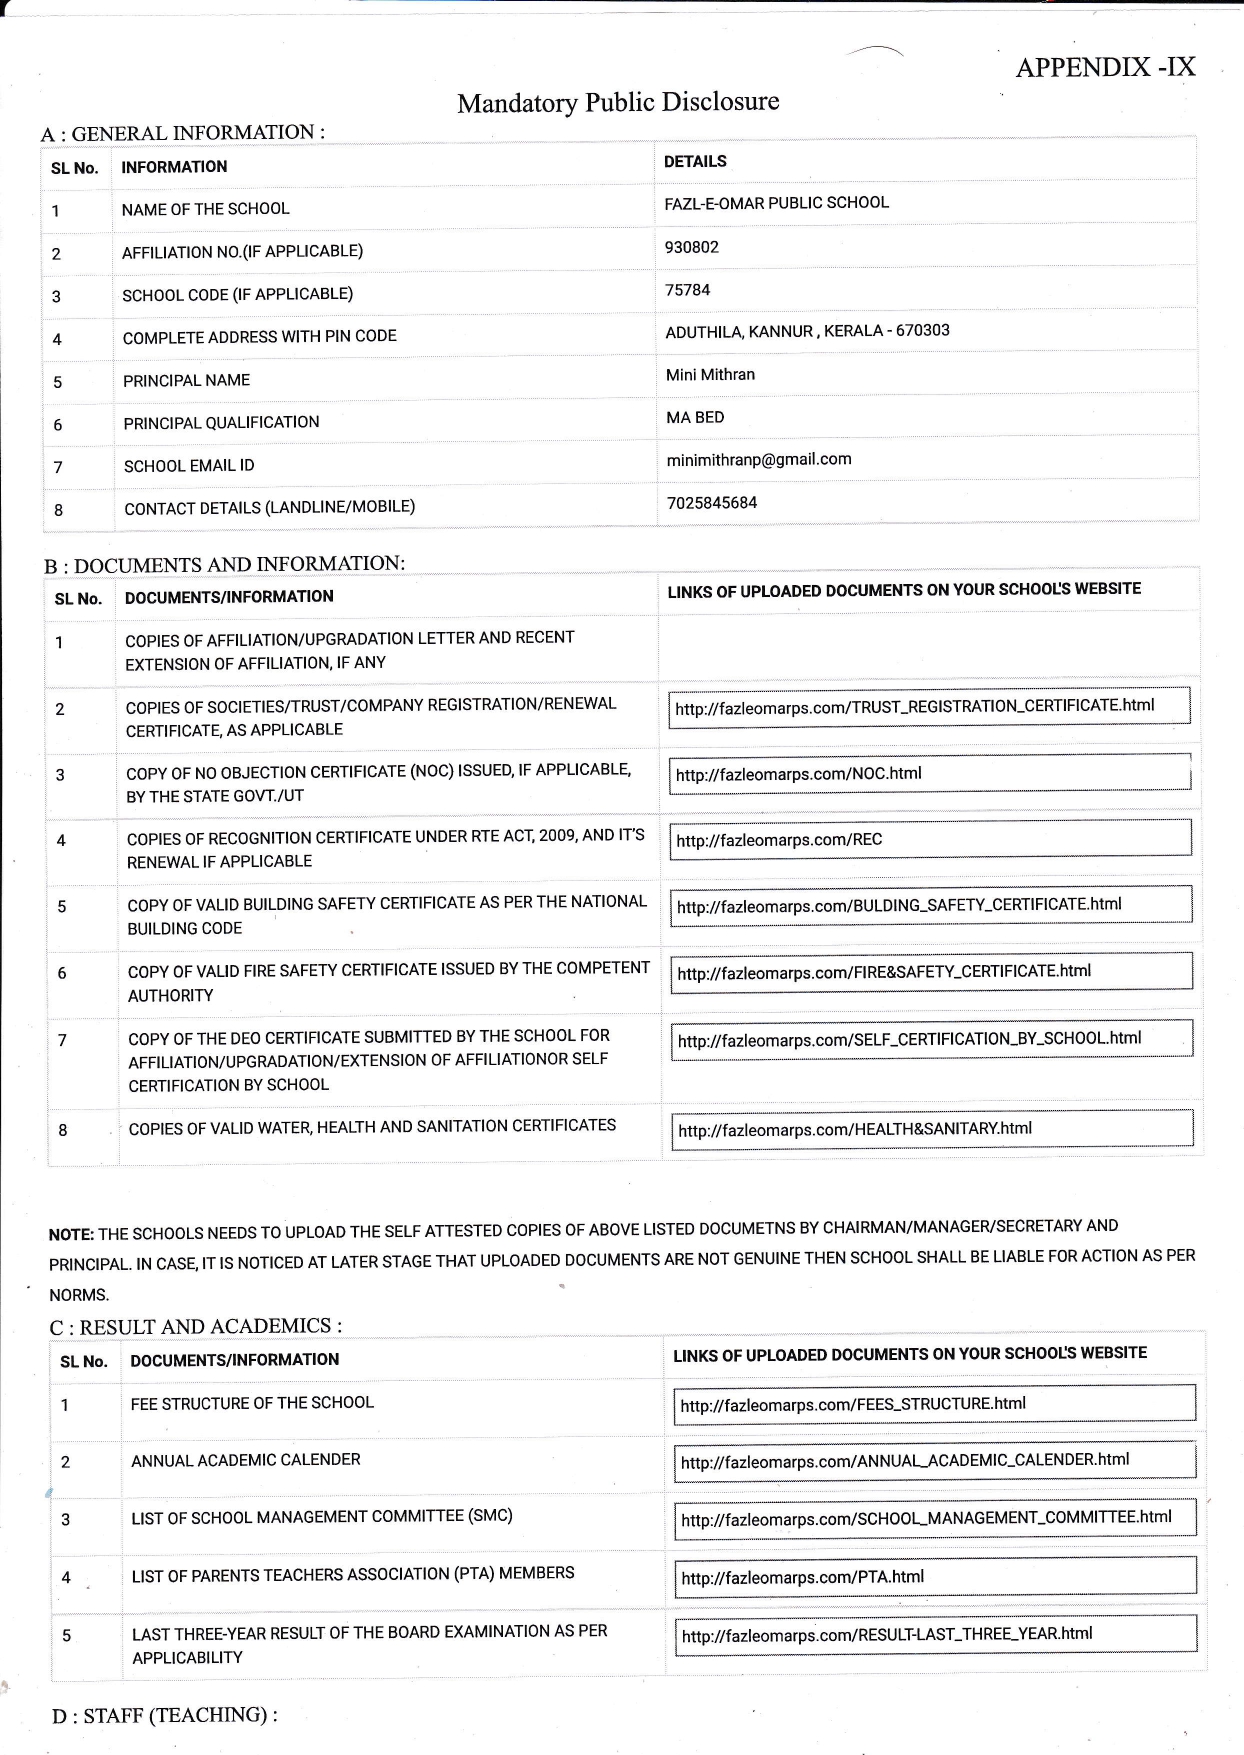 APPENDIX -IX
Mandatory Public Disclosure
A : GENERAL INFORMATION :
SL No. INFORMATION DETAILS
1 NAME OF THE SCHOOL FAZL-E-OMAR PUBLIC SCHOOL
2 AFFILIATION NO.(IF APPLICABLE) 930802
3 SCHOOL CODE (IF APPLICABLE) 75784
4 COMPLETE ADDRESS WITH PIN CODE ADUTHILA, KANNUR , KERALA - 670303
5 PRINCIPAL NAME Mini Mithran
6 PRINCIPAL QUALIFICATION MA BED
7 SCHOOL EMAIL ID minimithranp@gmail.com
8 CONTACT DETAILS (LANDLINE/MOBILE) 7025845684
B : DOCUMENTS AND INFORMATION:
SL No. DOCUMENTS/INFORMATION LINKS OF UPLOADED DOCUMENTS ON YOUR SCHOOL'S WEBSITE
1 COPIES OF AFFILIATION/UPGRADATION LETTER AND RECENT
EXTENSION OF AFFILIATION, IF ANY
2 COPIES OF SOCIETIES/TRUST/COMPANY REGISTRATION/RENEWAL http://fazleomarps.com/TRUST_REGISTRATION_CERTIFICATE.html
CERTIFICATE, AS APPLICABLE
3 COPY OF NO OBJECTION CERTIFICATE (NOC) ISSUED, IF APPLICABLE, http://fazleomarps.com/NOC.html
BY THE STATE GOVT./UT
4 COPIES OF RECOGNITION CERTIFICATE UNDER RTE ACT, 2009, AND IT'S http://fazleomarps.com/REC
RENEWAL IF APPLICABLE
5 COPY OF VALID BUILDING SAFETY CERTIFICATE AS PER THE NATIONAL http://fazleomarps.com/BULDING_SAFETY_CERTIFICATE.html
BUILDING CODE
6 COPY OF VALID FIRE SAFETY CERTIFICATE ISSUED BY THE COMPETENT http://fazleomarps.com/FIRE&SAFETY_CERTIFICATE.html
AUTHORITY
7 COPY OF THE DEO CERTIFICATE SUBMITTED BY THE SCHOOL FOR http://fazleomarps.com/SELF_CERTIFICATION_BY_SCHOOL.html
AFFILIATION/UPGRADATION/EXTENSION OF AFFILIATIONOR SELF
CERTIFICATION BY SCHOOL
8 COPIES OF VALID WATER, HEALTH AND SANITATION CERTIFICATES http://fazleomarps.com/HEALTH&SANITARY.html
NOTE: THE SCHOOLS NEEDS TO UPLOAD THE SELF ATTESTED COPIES OF ABOVE LISTED DOCUMETNS BY CHAIRMAN/MANAGER/SECRETARY AND
PRINCIPAL. IN CASE, IT IS NOTICED AT LATER STAGE THAT UPLOADED DOCUMENTS ARE NOT GENUINE THEN SCHOOL SHALL BE LIABLE FOR ACTION AS PER
NORMS.
C : RESULT AND ACADEMICS :
SL No. DOCUMENTS/INFORMATION LINKS OF UPLOADED DOCUMENTS ON YOUR SCHOOL'S WEBSITE
1 FEE STRUCTURE OF THE SCHOOL http://fazleomarps.com/FEES_STRUCTURE.html
2 ANNUAL ACADEMIC CALENDER http://fazleomarps.com/ANNUAL_ACADEMIC_CALENDER.html
3 LIST OF SCHOOL MANAGEMENT COMMITTEE (SMC) http://fazleomarps.com/SCHOOL_MANAGEMENT_COMMITTEE.html
4 LIST OF PARENTS TEACHERS ASSOCIATION (PTA) MEMBERS http://fazleomarps.com/PTA.html
5 LAST THREE-YEAR RESULT OF THE BOARD EXAMINATION AS PER http://fazleomarps.com/RESULT-LAST_THREE_YEAR.html
APPLICABILITY
D : STAFF (TEACHING) :